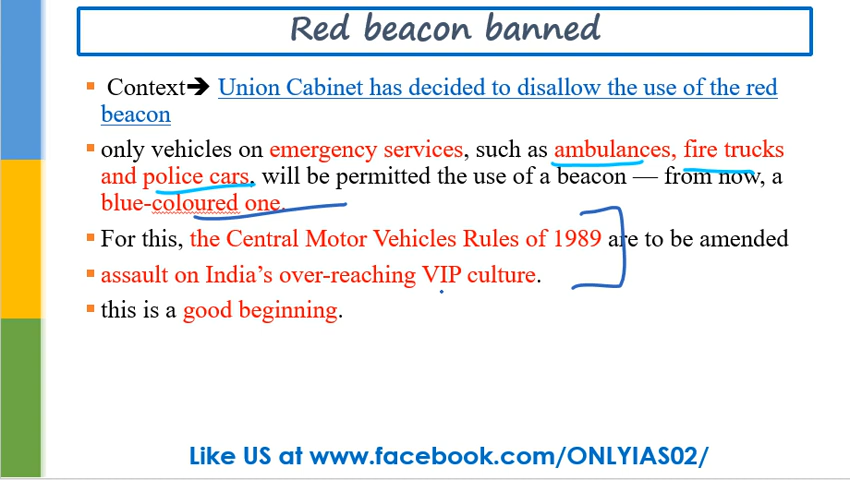 Red beacon banned
Context➔ Union Cabinet has decided to disallow the use of the red
beacon
only vehicles on emergency services, such as ambulances, fire trucks
and police cars, will be permitted the use of a beacon — from now, a
blue-coloured one.
For this, the Central Motor Vehicles Rules of 1989 are to be amended
assault on India's over-reaching VIP culture.
this is a good beginning.
Like US at www.facebook.com/ONLYIAS02/